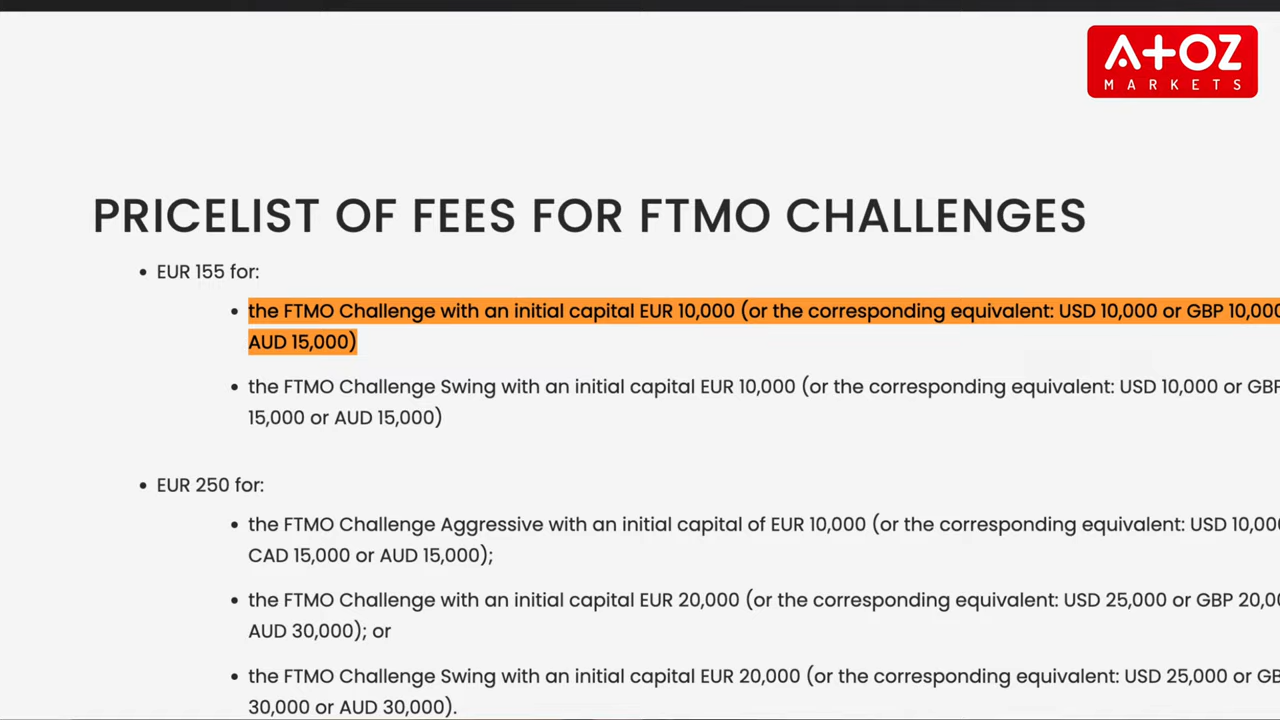 A+OZ
MARKETS
PRICELIST OF FEES FOR FTMO CHALLENGES
• EUR 155 for:
• the FTMO Challenge with an initial capital EUR 10,000 (or the corresponding equivalent: USD 10,000 or GBP 10,000
AUD 15,000)
• the FTMO Challenge Swing with an initial capital EUR 10,000 (or the corresponding equivalent: USD 10,000 or GBP
15,000 or AUD 15,000)
• EUR 250 for:
• the FTMO Challenge Aggressive with an initial capital of EUR 10,000 (or the corresponding equivalent: USD 10,000
CAD 15,000 or AUD 15,000);
• the FTMO Challenge with an initial capital EUR 20,000 (or the corresponding equivalent: USD 25,000 or GBP 20,00
AUD 30,000); or
• the FTMO Challenge Swing with an initial capital EUR 20,000 (or the corresponding equivalent: USD 25,000 or GB
30,000 or AUD 30,000).